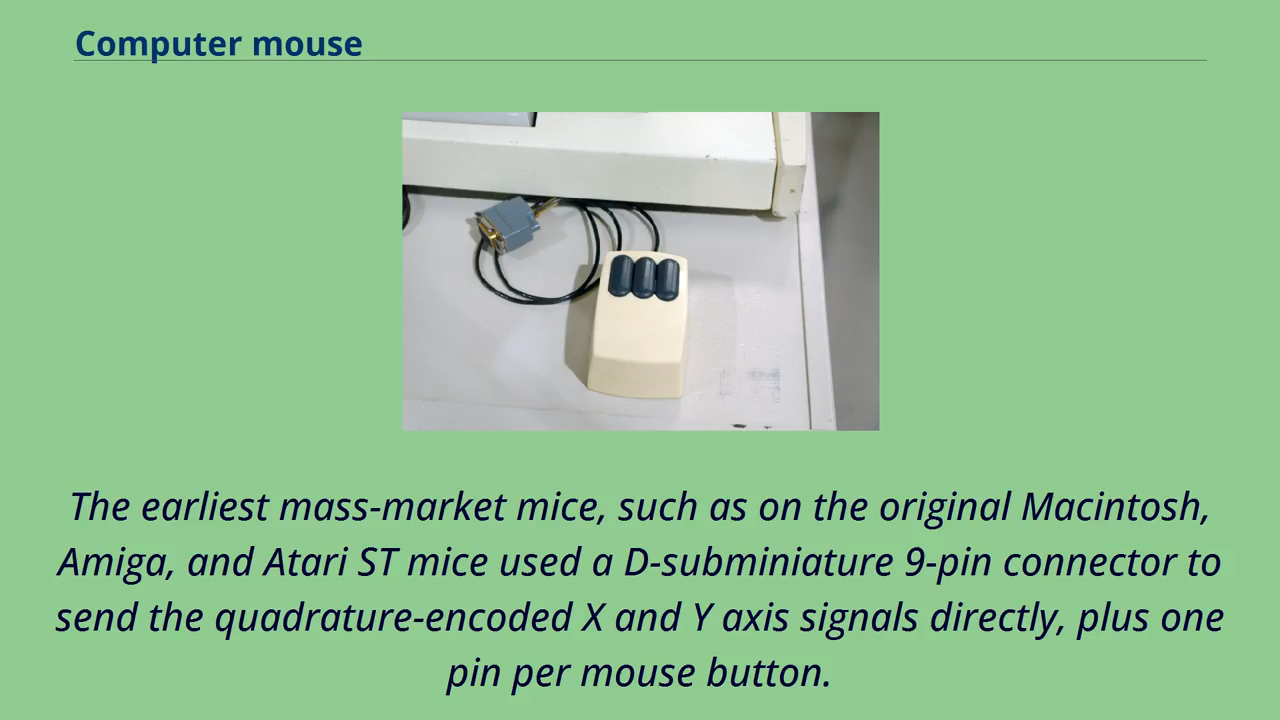 Computer mouse
The earliest mass-market mice, such as on the original Macintosh,
Amiga, and Atari ST mice used a D-subminiature 9-pin connector to
send the quadrature-encoded X and Y axis signals directly, plus one
pin per mouse button.